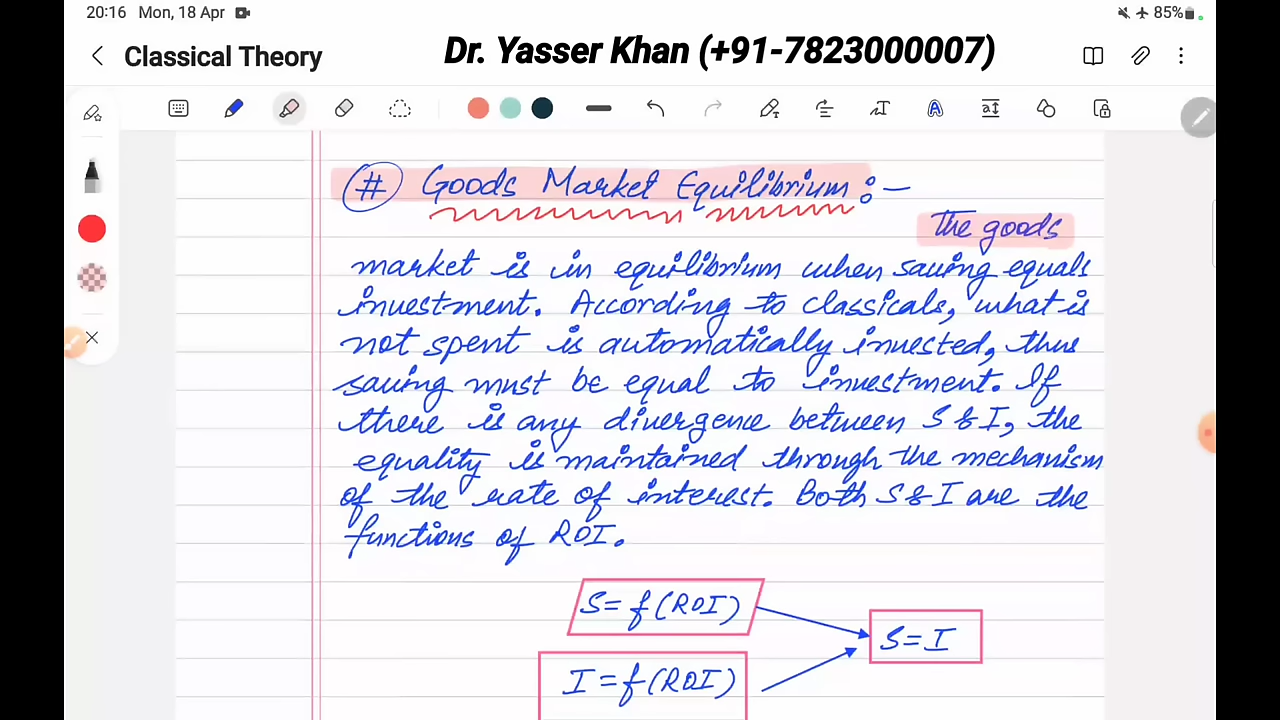 20:16 Mon, 18 Apr
85%
Classical Theory
Dr. Yasser Khan (+91-7823000007)
# Goods Market Equilibrium :-
The goods
market is in equilibrium when saving equals
investment. According to classicals, what is
not spent is automatically invested, thus
saving must be equal to investment. If
there is any divergence between S & I, the
equality is maintained through the mechanism
of the rate of interest. Both S & I are the
functions of ROI.
S = f(ROI)
S = I
I = f(ROI)